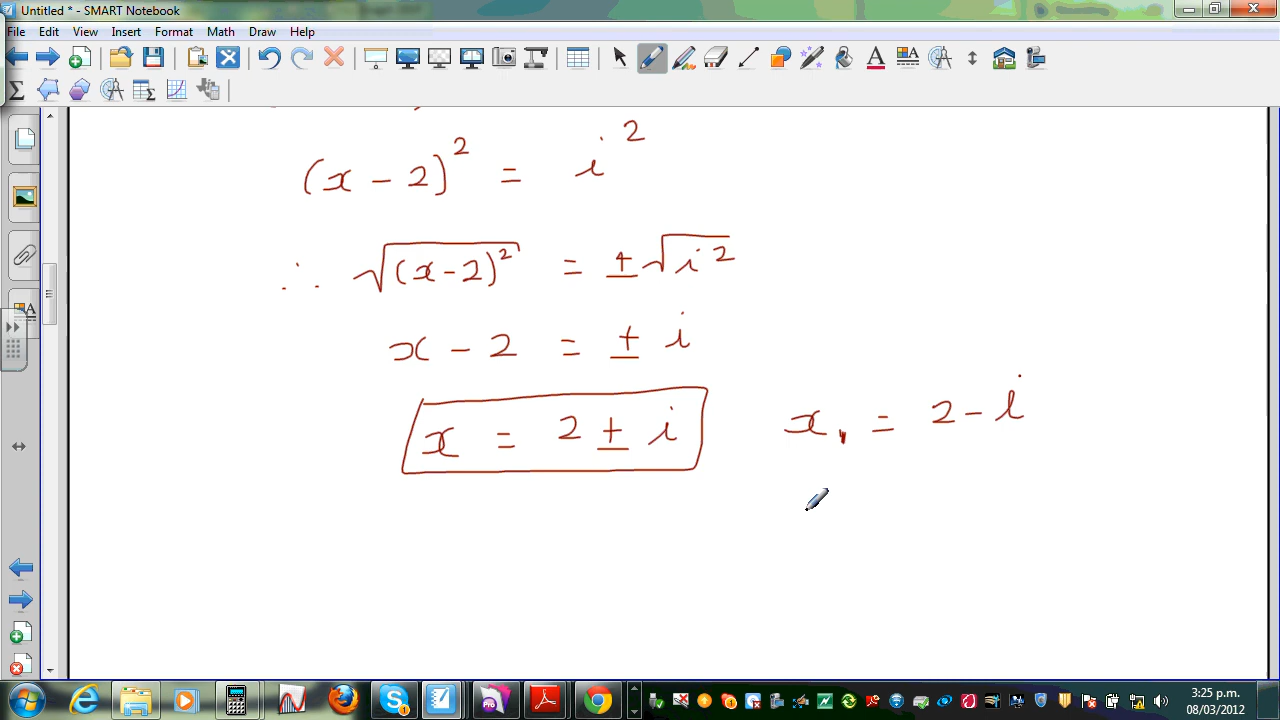 Untitled * - SMART Notebook
File Edit View Insert Format Math Draw Help
(x - 2)² = i²
∴ √(x-2)² = ±√i²
x - 2 = ± i
x = 2 ± i
x₁ = 2 - i
3:25 p.m.
08/03/2012